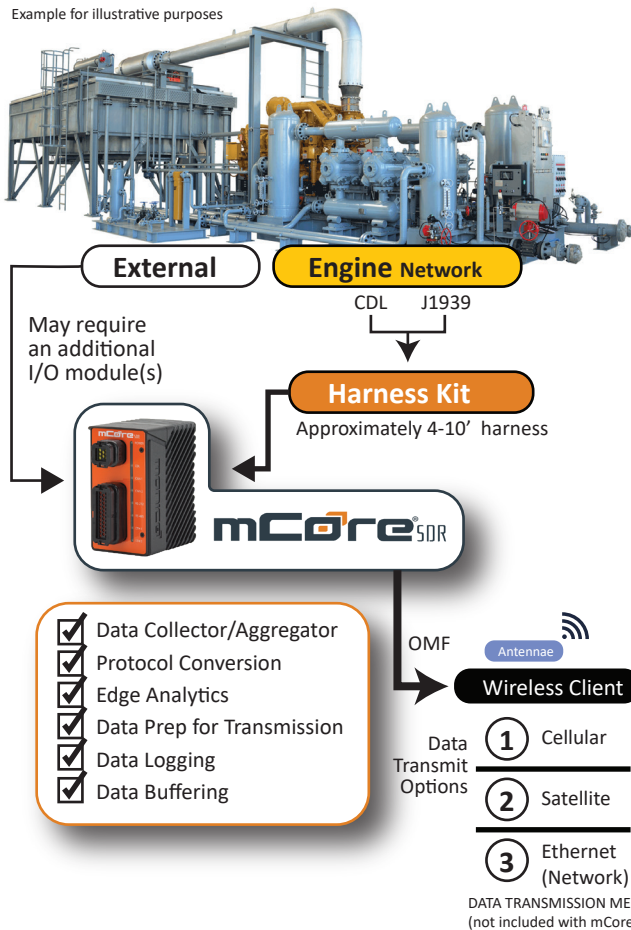 Example for illustrative purposes
External
Engine Network
CDL J1939
May require
an additional
I/O module(s)
Harness Kit
Approximately 4-10’ harness
mCore
mCore® SDR
Data Collector/Aggregator
Protocol Conversion
Edge Analytics
Data Prep for Transmission
Data Logging
Data Buffering
OMF
Antennae
Wireless Client
Data
Transmit
Options
1 Cellular
2 Satellite
3 Ethernet
(Network)
DATA TRANSMISSION ME
(not included with mCore